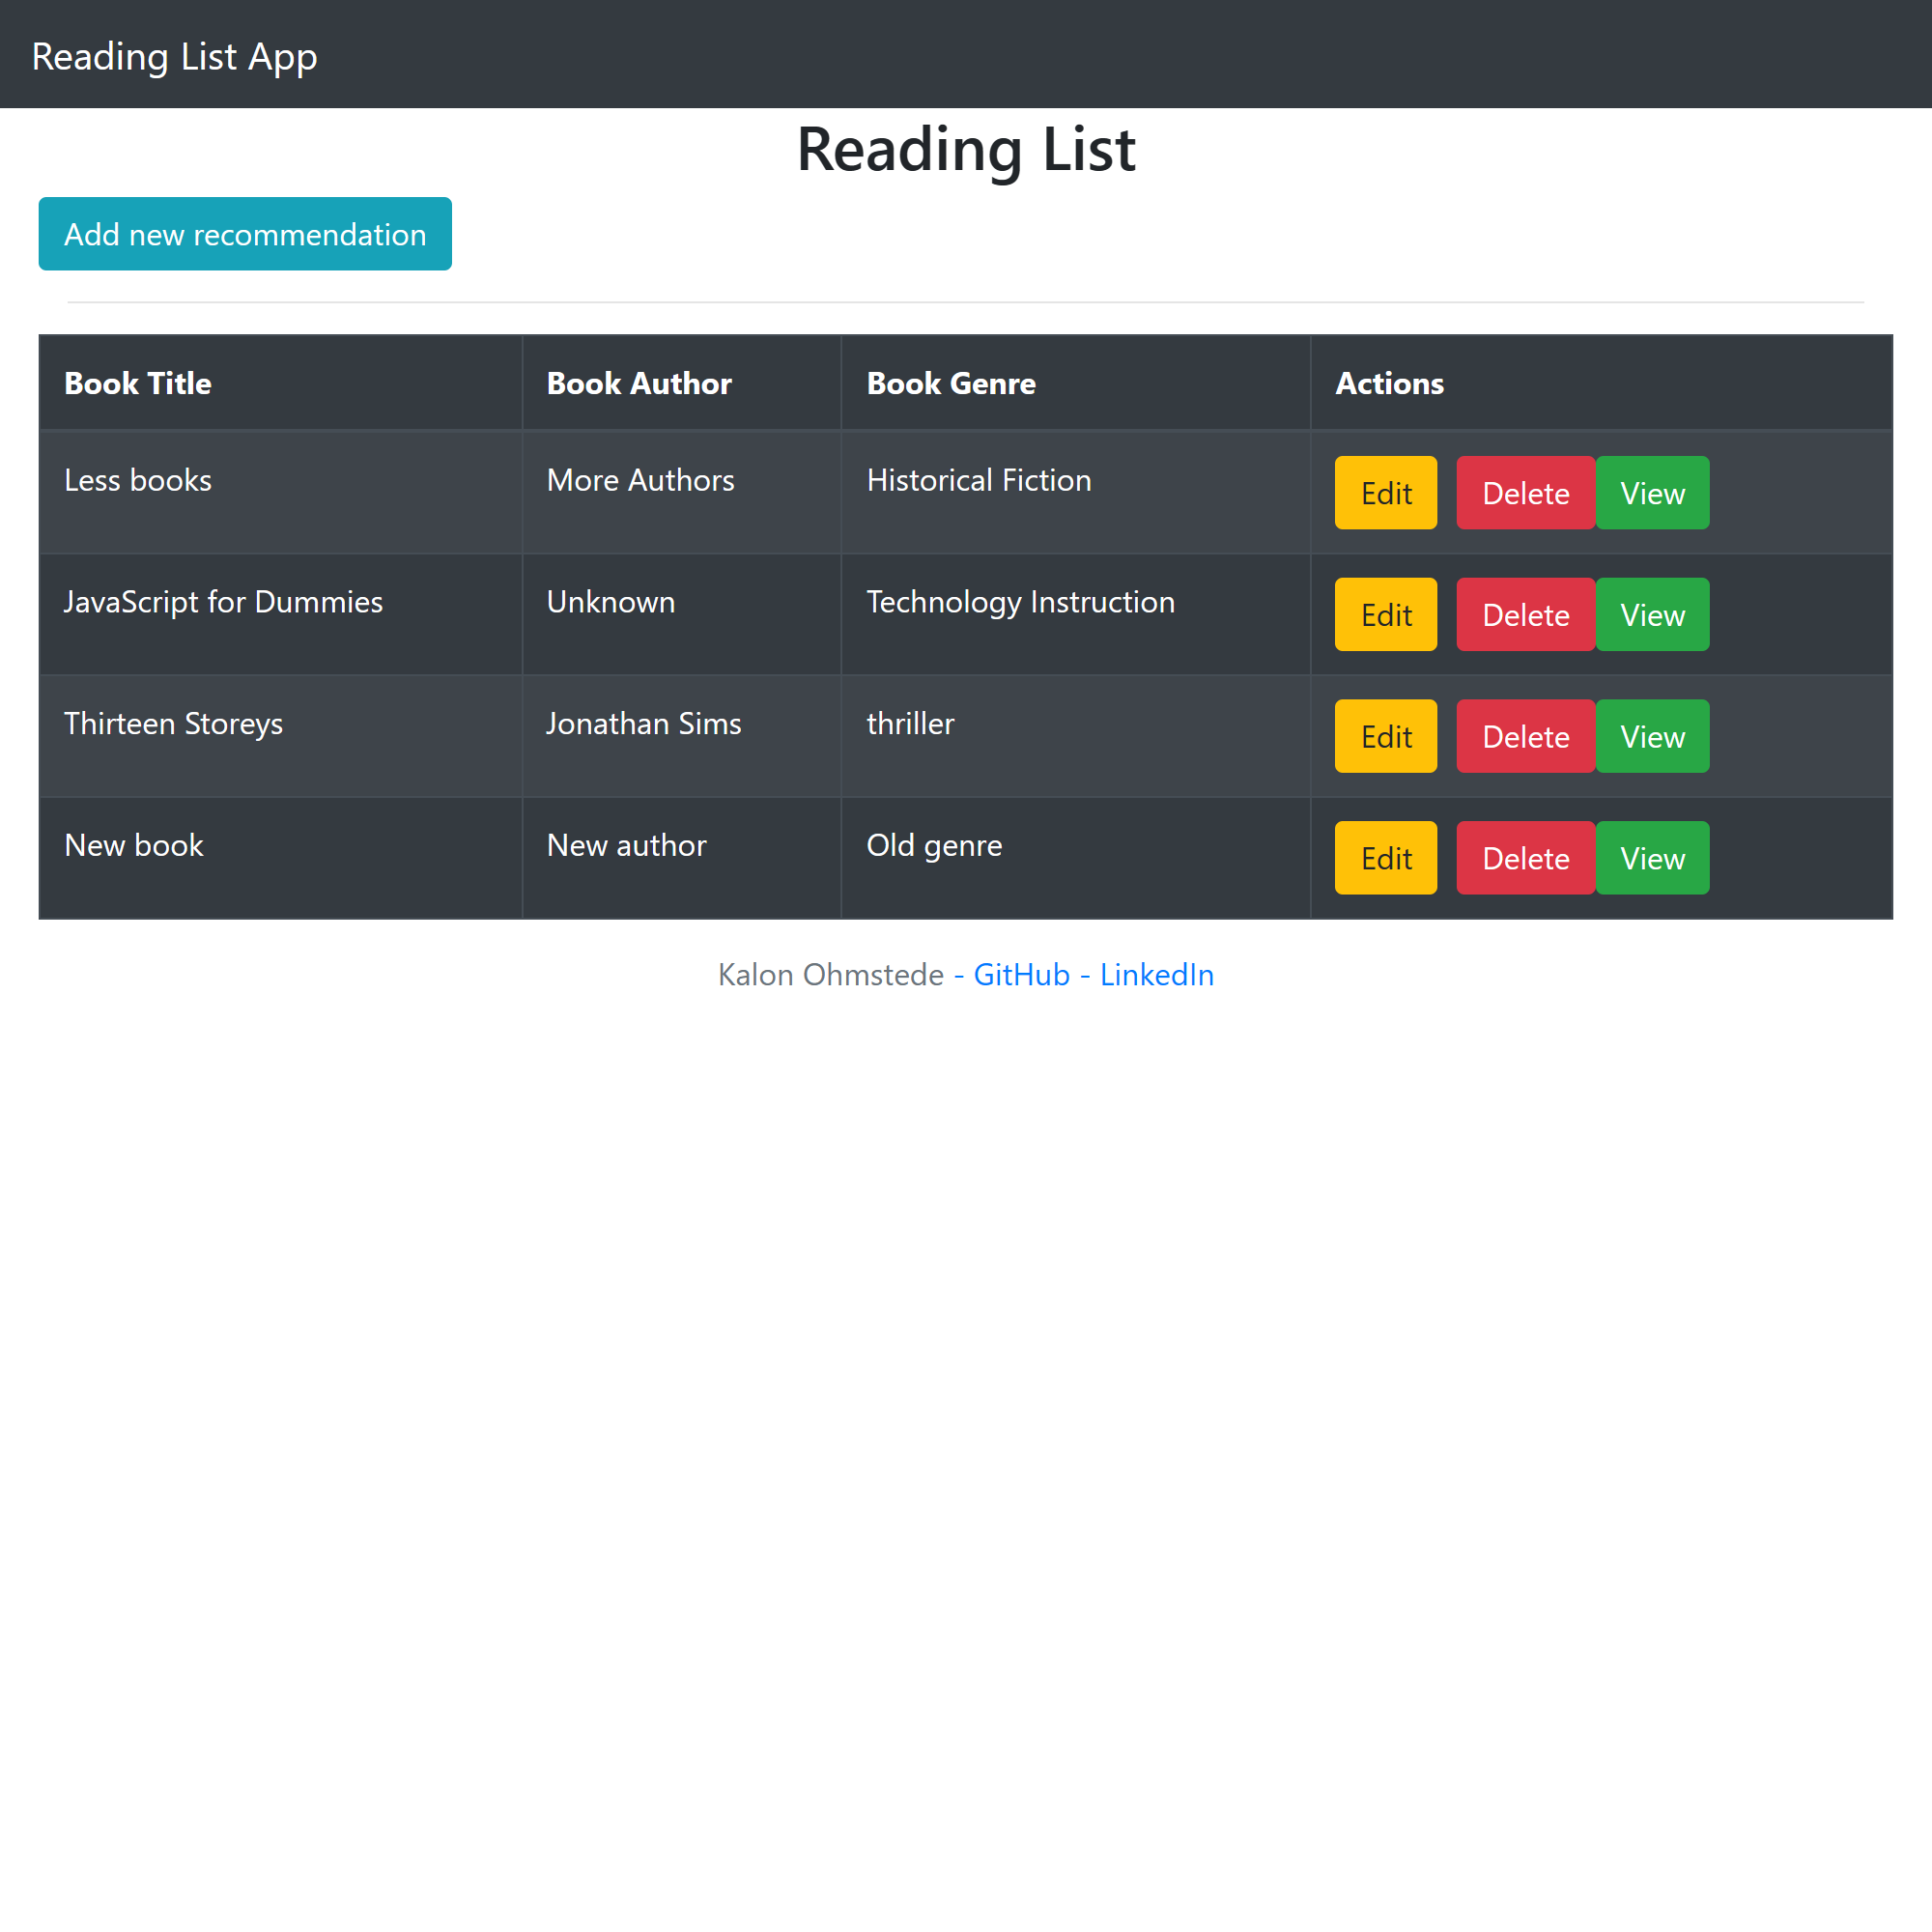 Reading List App
Reading List
Add new recommendation
Book Title Book Author Book Genre Actions
Less books More Authors Historical Fiction Edit Delete View
JavaScript for Dummies Unknown Technology Instruction Edit Delete View
Thirteen Storeys Jonathan Sims thriller Edit Delete View
New book New author Old genre Edit Delete View
Kalon Ohmstede - GitHub - LinkedIn